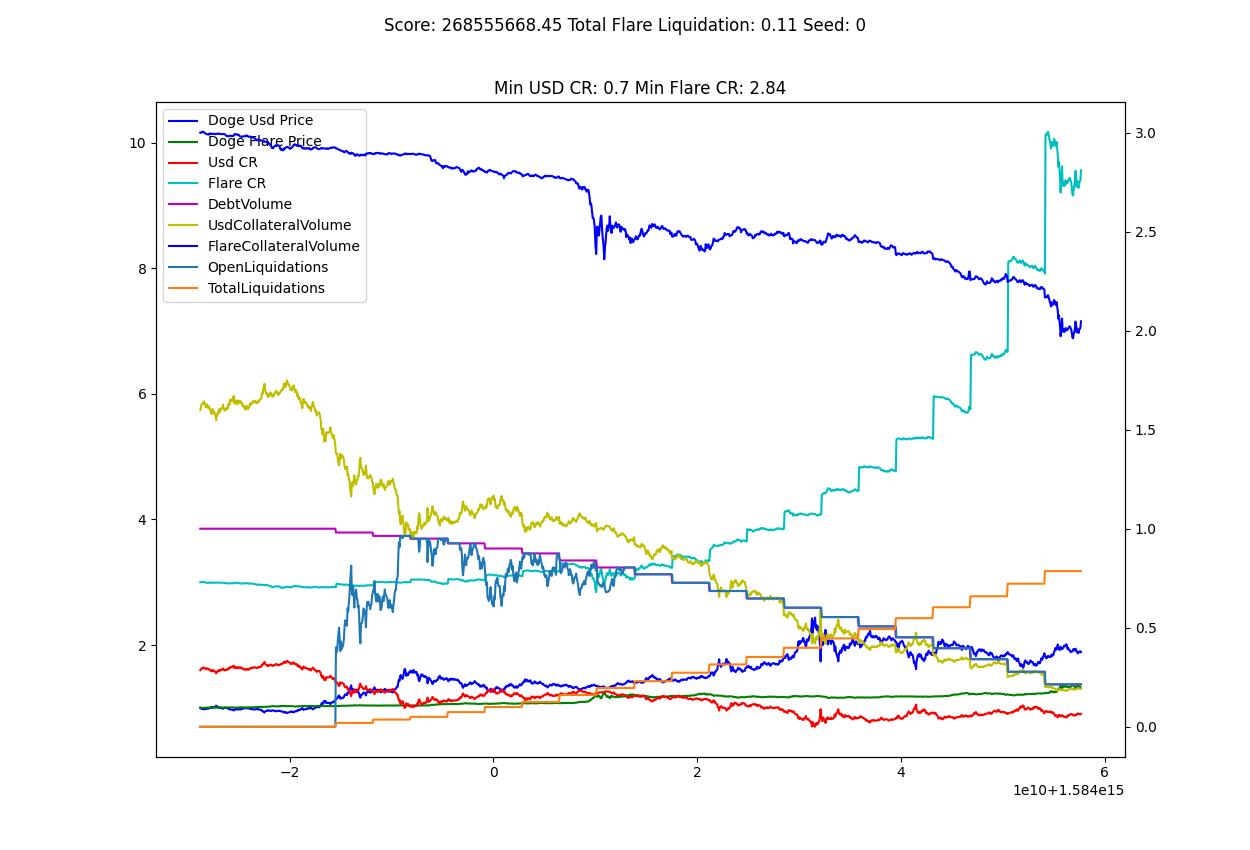 Score: 268555668.45 Total Flare Liquidation: 0.11 Seed: 0
Min USD CR: 0.7 Min Flare CR: 2.84
Doge Usd Price
Doge Flare Price
Usd CR
Flare CR
DebtVolume
UsdCollateralVolume
FlareCollateralVolume
OpenLiquidations
TotalLiquidations
10
8
6
4
2
3.0
2.5
2.0
1.5
1.0
0.5
0.0
−2
0
2
4
6
1e10+1.584e15